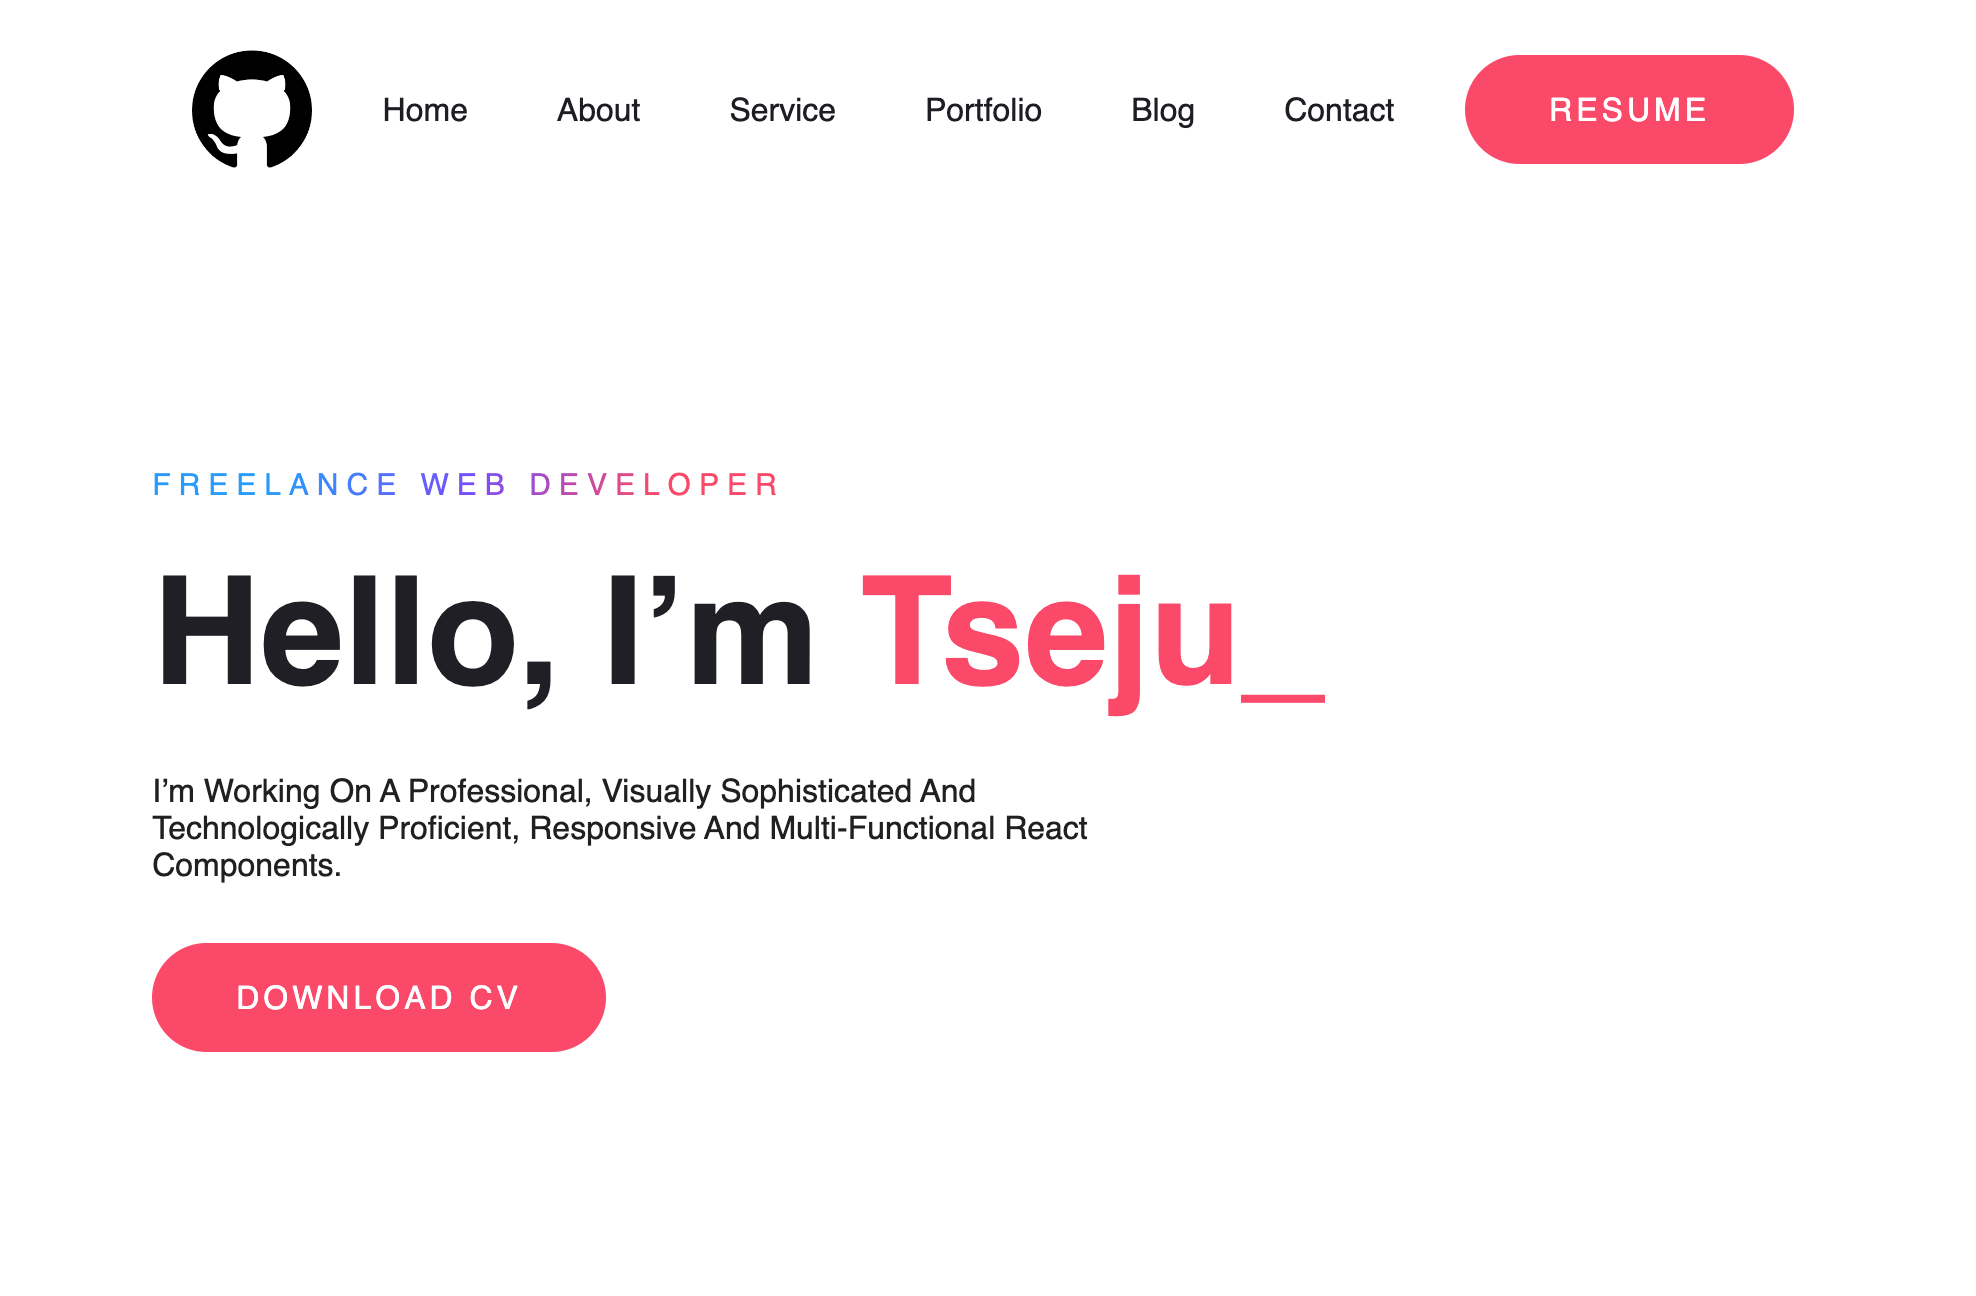 Home About Service Portfolio Blog Contact RESUME
FREELANCE WEB DEVELOPER
Hello, I’m Tseju_
I’m Working On A Professional, Visually Sophisticated And
Technologically Proficient, Responsive And Multi-Functional React
Components.
DOWNLOAD CV